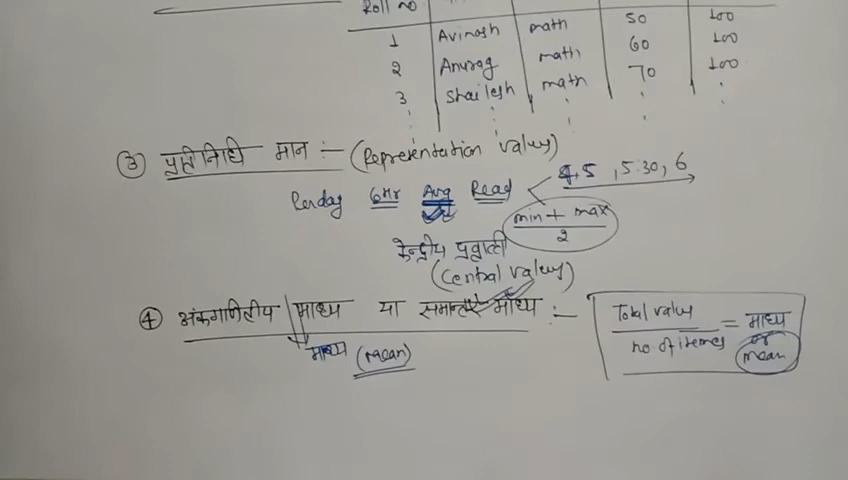 Roll no
1 Avinash math 50 100
2 Anurag math 60 100
3 Shailesh math 70 100
③ प्रतिनिधि मान :- (Representation value)
Perday 6Hr Avg Read 4,5, 5:30, 6
min + max
2
केन्द्रीय प्रवृत्ति
(Central value)
④ अंकगणितीय माध्य या समान्तर माध्य :-
माध्य (mean)
Total value
no. of items = माध्य
or
mean